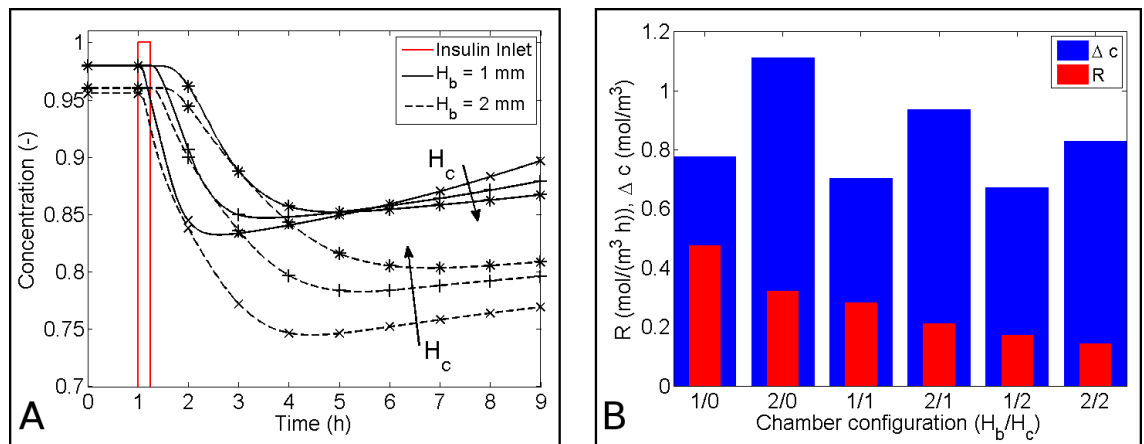 Insulin Inlet
H_b = 1 mm
H_b = 2 mm
H_c
H_c
1
0.95
0.9
0.85
0.8
0.75
0.7
Concentration (-)
0 1 2 3 4 5 6 7 8 9
Time (h)
A
Δ c
R
1.2
1
0.8
0.6
0.4
0.2
0
R (mol/(m³ h)), Δ c (mol/m³)
1/0 2/0 1/1 2/1 1/2 2/2
Chamber configuration (H_b/H_c)
B